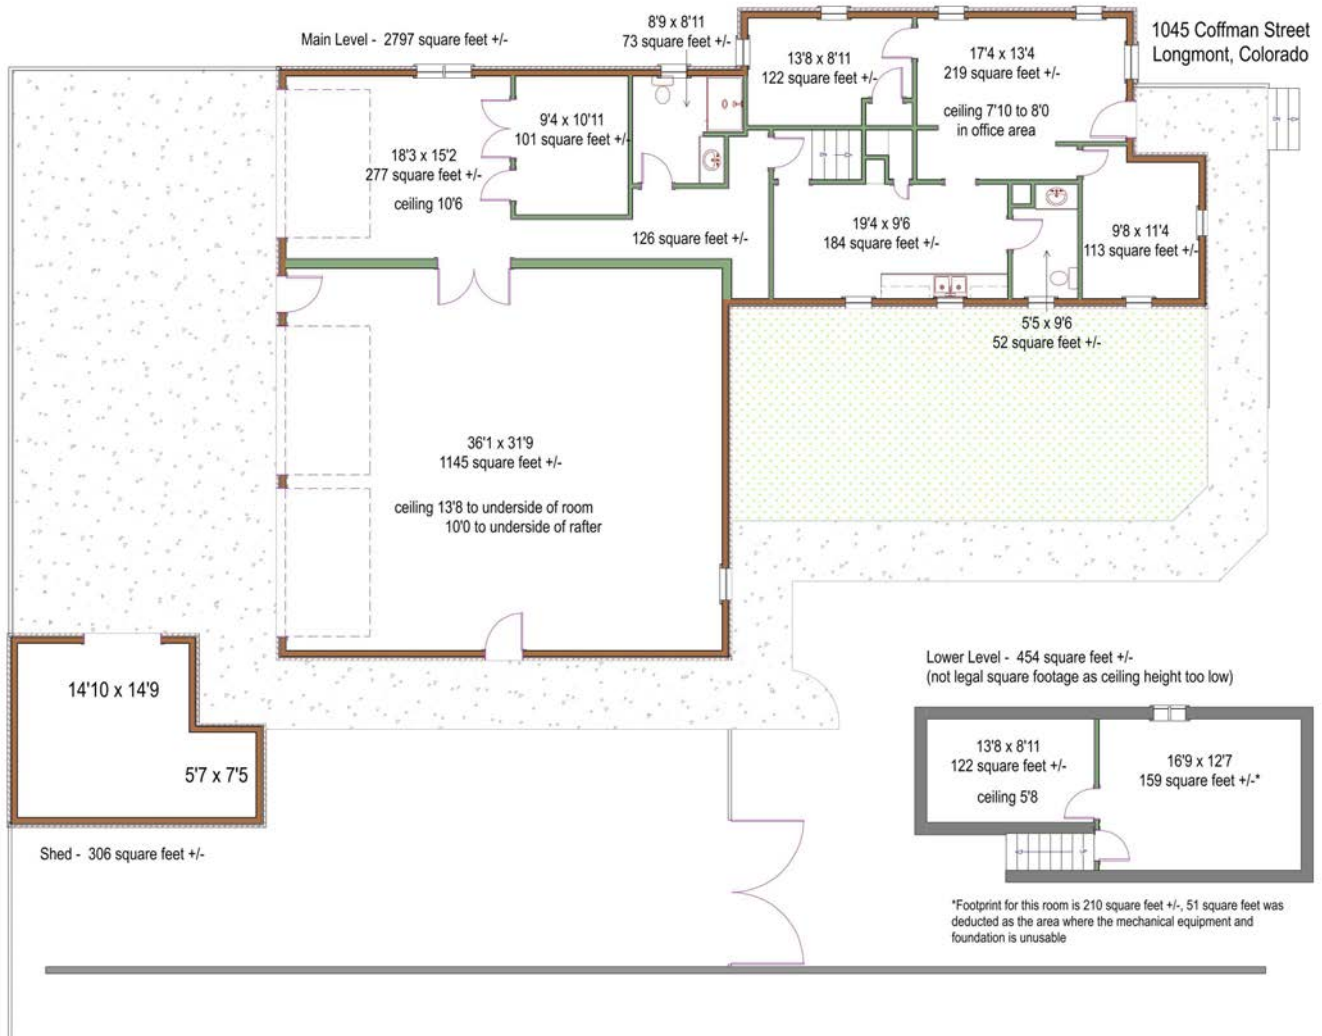 Main Level - 2797 square feet +/-
8'9 x 8'11
73 square feet +/-
1045 Coffman Street
Longmont, Colorado
13'8 x 8'11
122 square feet +/-
17'4 x 13'4
219 square feet +/-
ceiling 7'10 to 8'0
in office area
9'4 x 10'11
101 square feet +/-
18'3 x 15'2
277 square feet +/-
ceiling 10'6
126 square feet +/-
19'4 x 9'6
184 square feet +/-
9'8 x 11'4
113 square feet +/-
5'5 x 9'6
52 square feet +/-
36'1 x 31'9
1145 square feet +/-
ceiling 13'8 to underside of room
10'0 to underside of rafter
14'10 x 14'9
5'7 x 7'5
Shed - 306 square feet +/-
Lower Level - 454 square feet +/-
(not legal square footage as ceiling height too low)
13'8 x 8'11
122 square feet +/-
ceiling 5'8
16'9 x 12'7
159 square feet +/-*
*Footprint for this room is 210 square feet +/-, 51 square feet was
deducted as the area where the mechanical equipment and
foundation is unusable